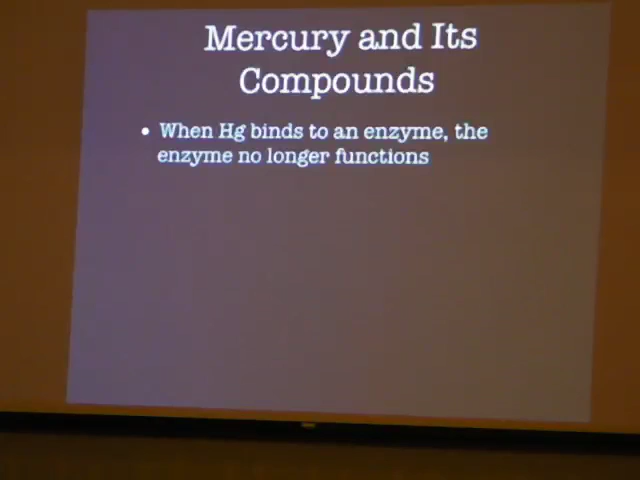 Mercury and Its
Compounds
• When Hg binds to an enzyme, the
enzyme no longer functions